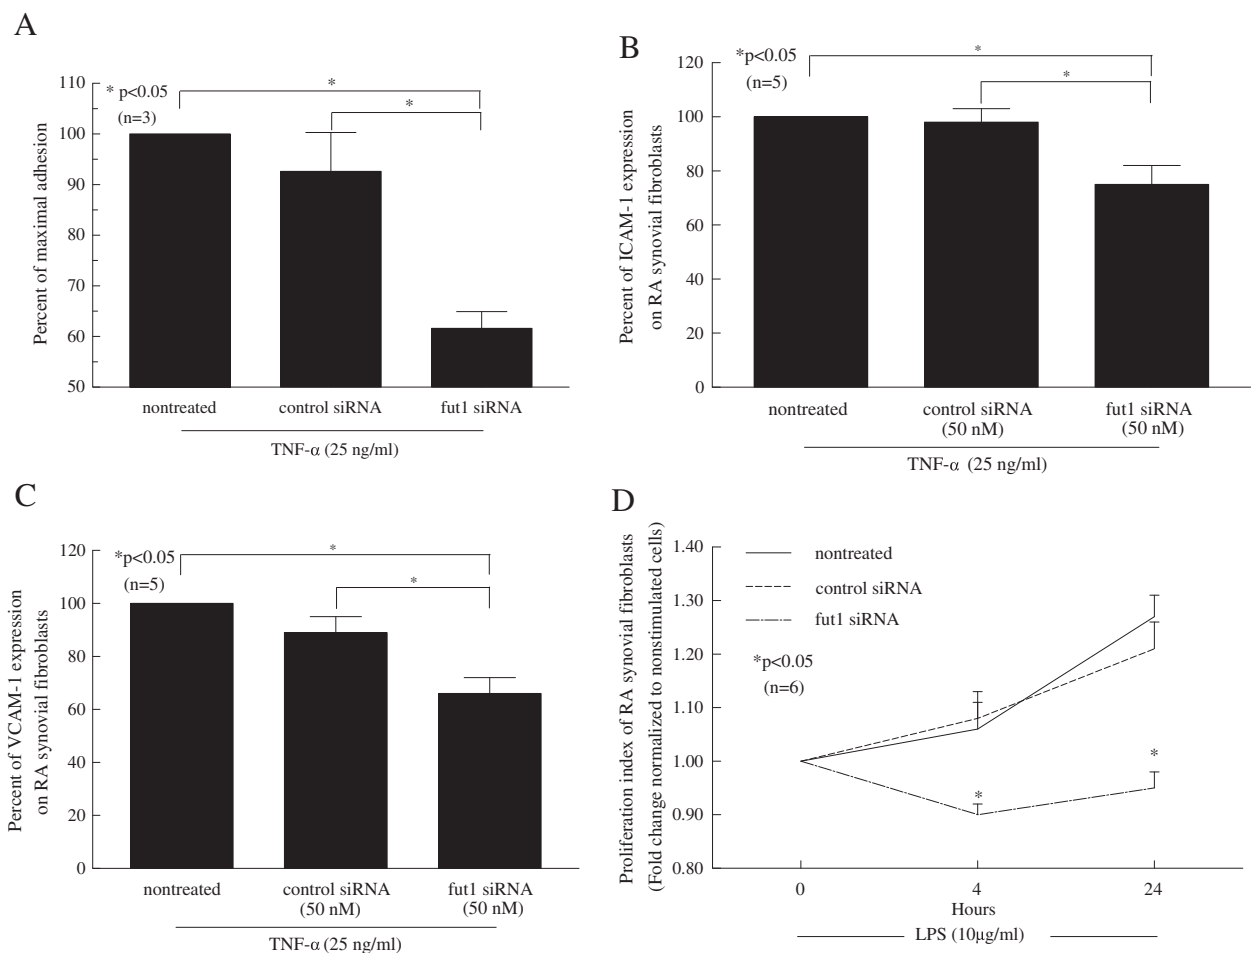 A
Percent of maximal adhesion
110
100
90
80
70
60
50
* p<0.05
(n=3)
*
*
nontreated
control siRNA
fut1 siRNA
TNF-α (25 ng/ml)
B
Percent of ICAM-1 expression
on RA synovial fibroblasts
120
100
80
60
40
20
0
*p<0.05
(n=5)
*
*
nontreated
control siRNA
(50 nM)
fut1 siRNA
(50 nM)
TNF-α (25 ng/ml)
C
Percent of VCAM-1 expression
on RA synovial fibroblasts
120
100
80
60
40
20
0
*p<0.05
(n=5)
*
*
nontreated
control siRNA
(50 nM)
fut1 siRNA
(50 nM)
TNF-α (25 ng/ml)
D
Proliferation index of RA synovial fibroblasts
(Fold change normalized to nonstimulated cells)
1.40
1.30
1.20
1.10
1.00
0.90
0.80
nontreated
control siRNA
fut1 siRNA
*p<0.05
(n=6)
*
*
0
4
24
Hours
LPS (10μg/ml)